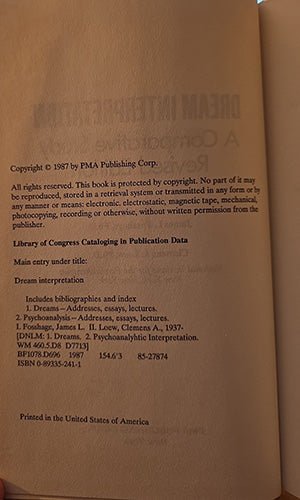 Copyright © 1987 by PMA Publishing Corp.
All rights reserved. This book is protected by copyright. No part of it may
be reproduced, stored in a retrieval system or transmitted in any form or by
any manner or means: electronic. electrostatic, magnetic tape, mechanical,
photocopying, recording or otherwise, without written permission from the
publisher.
Library of Congress Cataloging in Publication Data
Main entry under title:
Dream interpretation
Includes bibliographies and index
1. Dreams—Addresses, essays, lectures.
2. Psychoanalysis—Addresses, essays, lectures.
I. Fosshage, James L. II. Loew, Clemens A., 1937-
[DNLM: 1. Dreams. 2. Psychoanalyhtic Interpretation.
WM 460.5.D8 D7713]
BF1078.D696 1987 154.6'3 85-27874
ISBN 0-89335-241-1
Printed in the United States of America